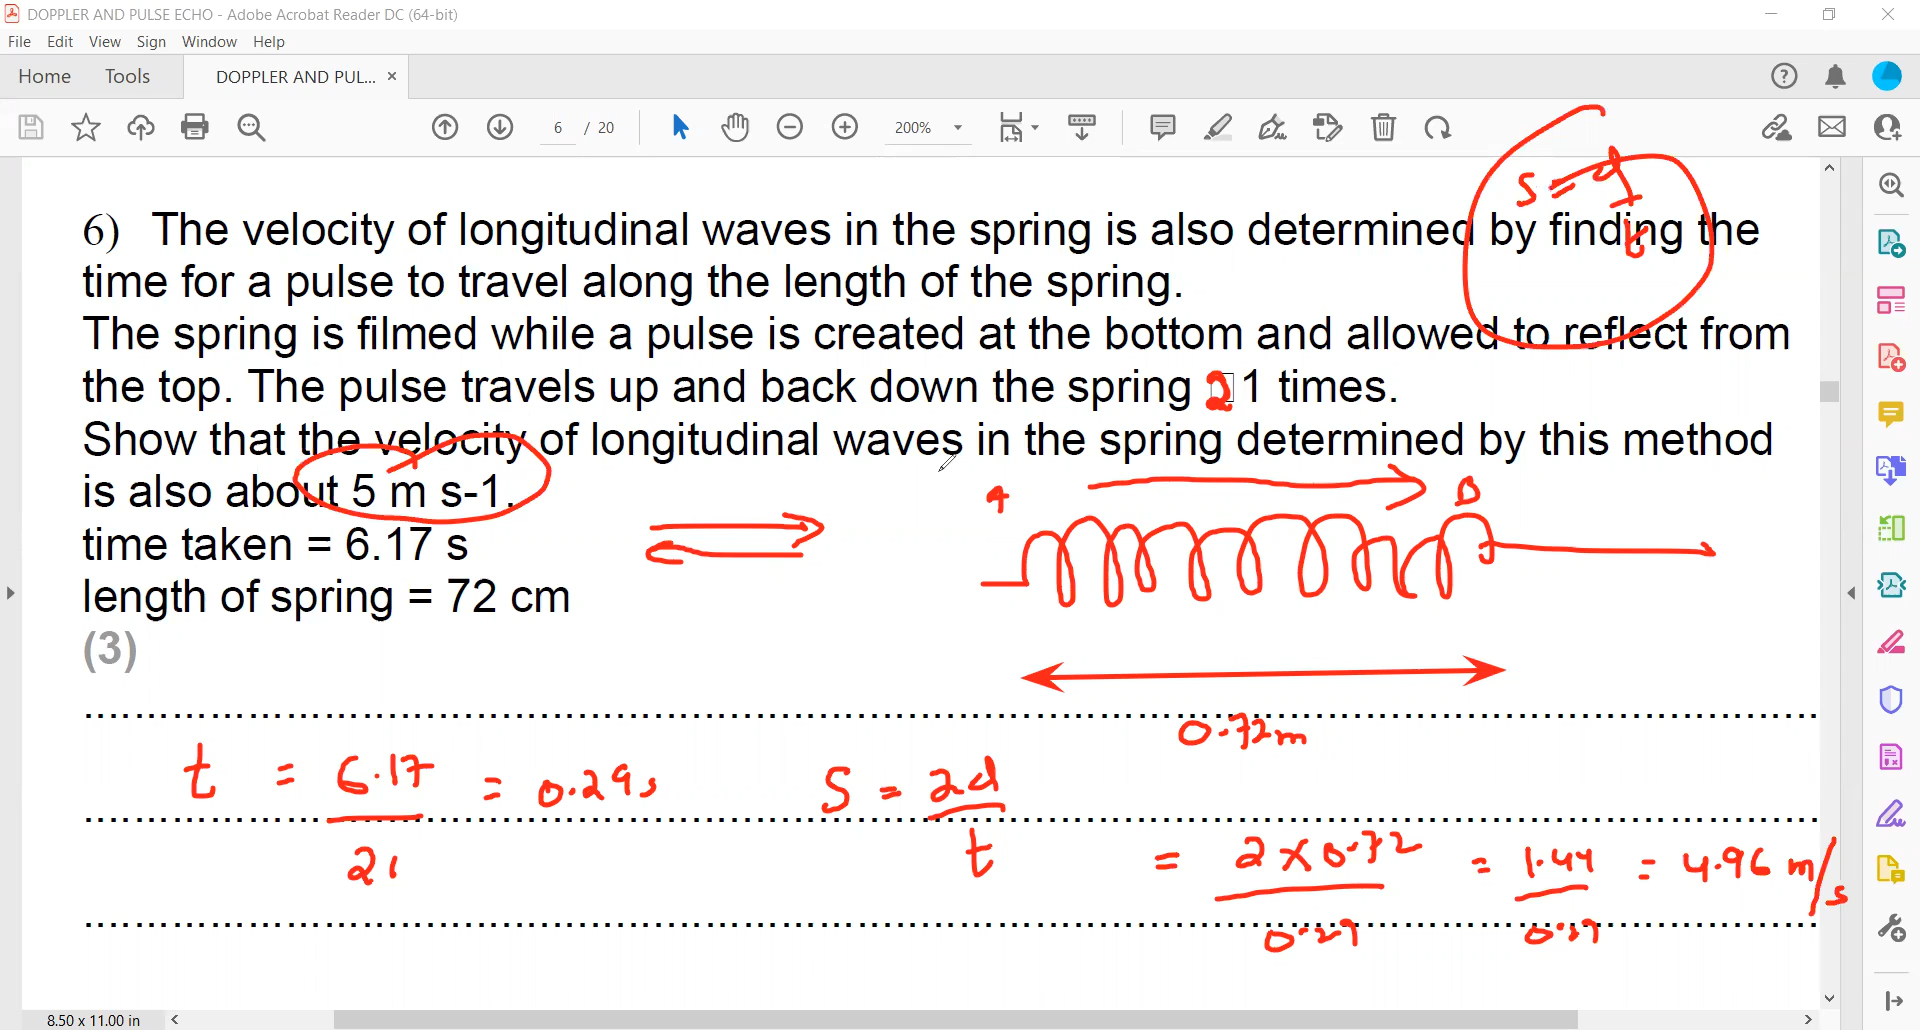 DOPPLER AND PULSE ECHO - Adobe Acrobat Reader DC (64-bit)
File Edit View Sign Window Help
Home Tools DOPPLER AND PUL... ×
6 / 20 200%
s = d
t
6) The velocity of longitudinal waves in the spring is also determined by finding the
time for a pulse to travel along the length of the spring.
The spring is filmed while a pulse is created at the bottom and allowed to reflect from
the top. The pulse travels up and back down the spring 21 times.
Show that the velocity of longitudinal waves in the spring determined by this method
is also about 5 m s-1.
A B
time taken = 6.17 s
length of spring = 72 cm
(3)
0.72m
t = 6.17 = 0.29s S = 2d
21 t = 2 × 0.72 = 1.44 = 4.96 m/s
0.29 0.29
8.50 x 11.00 in